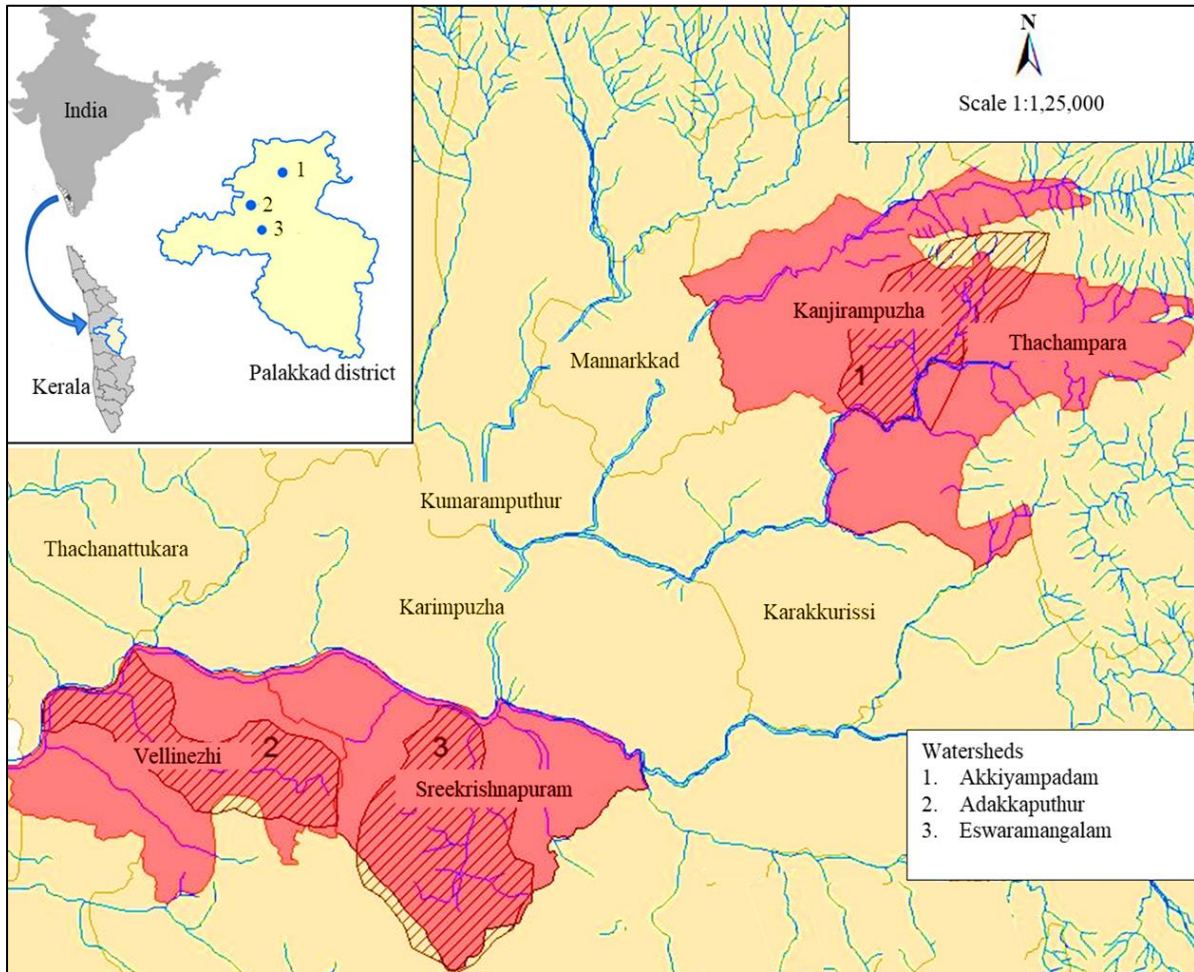 India
1
2
3
Palakkad district
Kerala
N
Scale 1:1,25,000
Kanjirampuzha
Thachampara
Mannarkkad
1
Kumaramputhur
Thachanattukara
Karimpuzha
Karakkurissi
Vellinezhi
2
3
Sreekrishnapuram
Watersheds
1. Akkiyampadam
2. Adakkaputhur
3. Eswaramangalam